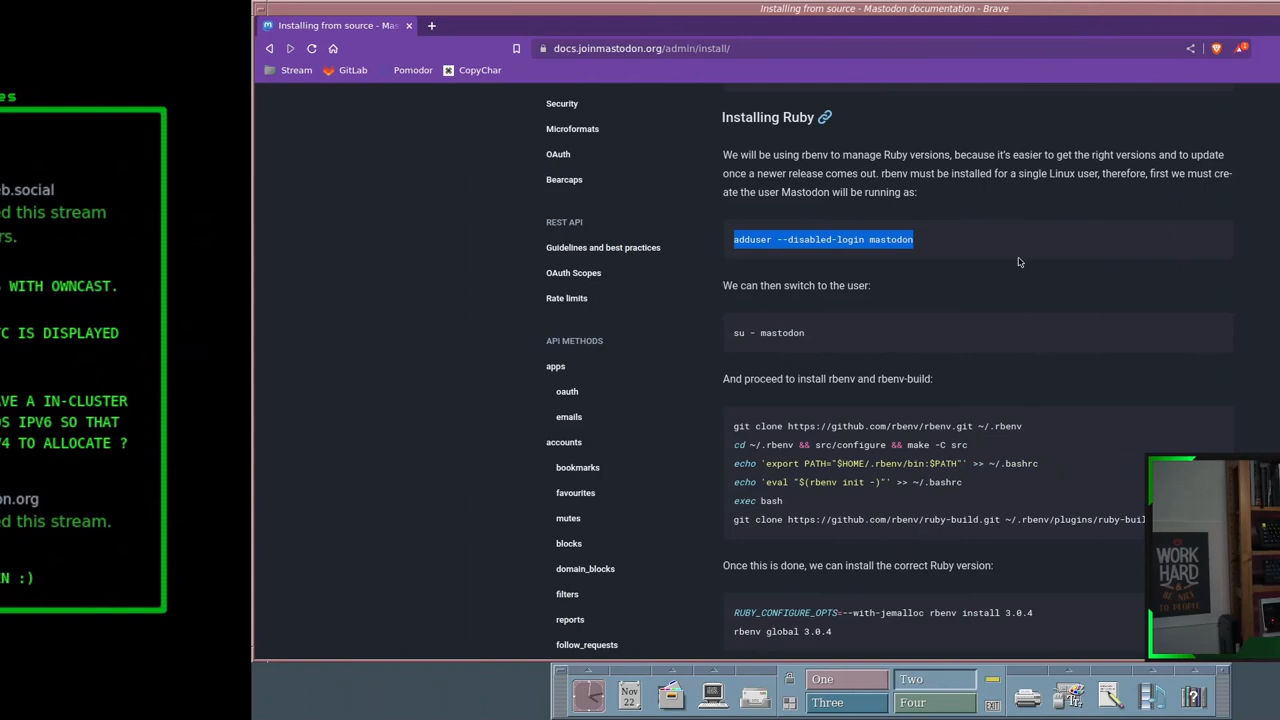 es
b.social
ed this stream
rs.
WITH OWNCAST.
C IS DISPLAYED
AVE A IN-CLUSTER
S IPV6 SO THAT
V4 TO ALLOCATE ?
on.org
ed this stream.
EN :)
Installing from source - Mastodon documentation - Brave
Installing from source - Mas
docs.joinmastodon.org/admin/install/
1
Stream
GitLab
Pomodor
CopyChar
Security
Microformats
OAuth
Bearcaps
REST API
Guidelines and best practices
OAuth Scopes
Rate limits
API METHODS
apps
oauth
emails
accounts
bookmarks
favourites
mutes
blocks
domain_blocks
filters
reports
follow_requests
Installing Ruby
We will be using rbenv to manage Ruby versions, because it's easier to get the right versions and to update
once a newer release comes out. rbenv must be installed for a single Linux user, therefore, first we must cre-
ate the user Mastodon will be running as:
adduser --disabled-login mastodon
We can then switch to the user:
su - mastodon
And proceed to install rbenv and rbenv-build:
git clone https://github.com/rbenv/rbenv.git ~/.rbenv
cd ~/.rbenv && src/configure && make -C src
echo 'export PATH="$HOME/.rbenv/bin:$PATH"' >> ~/.bashrc
echo 'eval "$(rbenv init -)"' >> ~/.bashrc
exec bash
git clone https://github.com/rbenv/ruby-build.git ~/.rbenv/plugins/ruby-buil
Once this is done, we can install the correct Ruby version:
RUBY_CONFIGURE_OPTS=--with-jemalloc rbenv install 3.0.4
rbenv global 3.0.4
WORK
HARD
& BE NICE
TO PEOPLE
Nov
22
One
Two
Three
Four